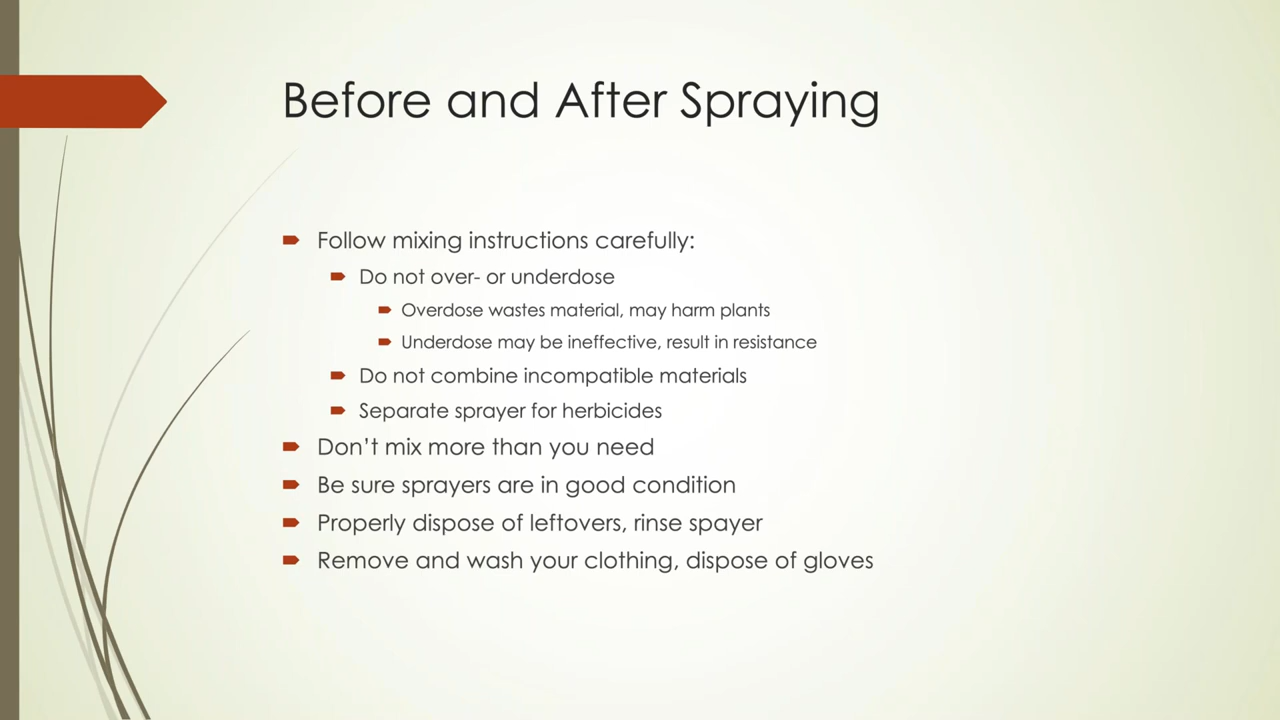 Before and After Spraying
Follow mixing instructions carefully:
Do not over- or underdose
Overdose wastes material, may harm plants
Underdose may be ineffective, result in resistance
Do not combine incompatible materials
Separate sprayer for herbicides
Don’t mix more than you need
Be sure sprayers are in good condition
Properly dispose of leftovers, rinse spayer
Remove and wash your clothing, dispose of gloves